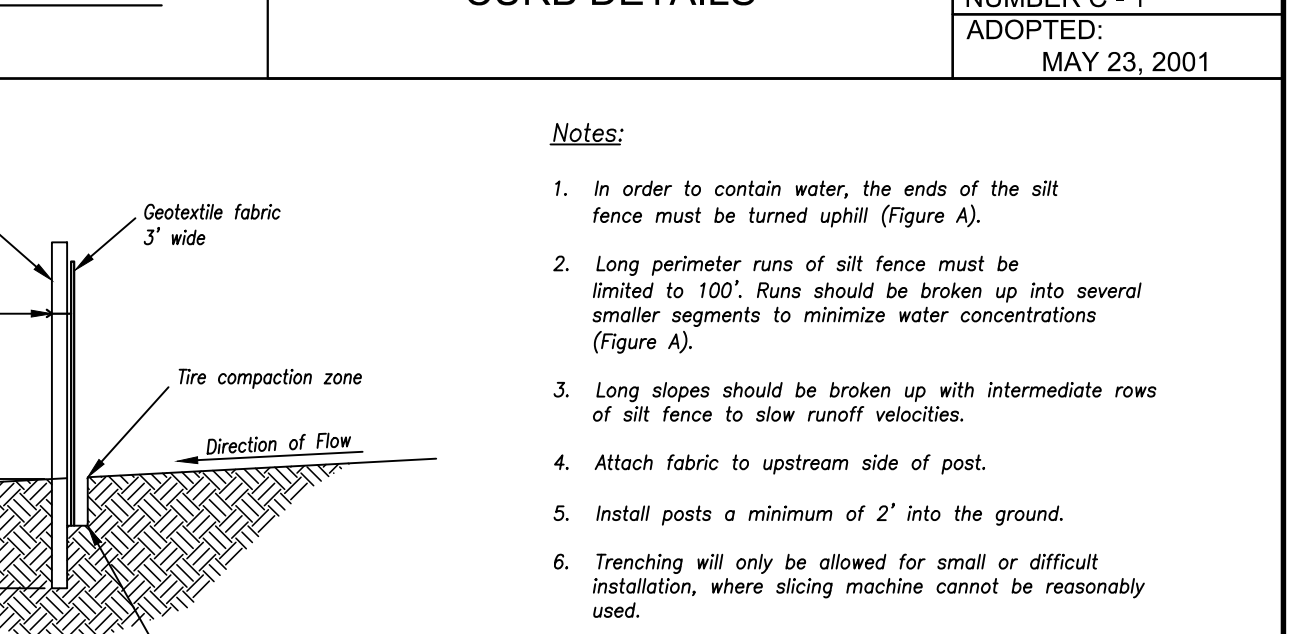 CURB DETAILS
NUMBER C - 1
ADOPTED:
MAY 23, 2001
Geotextile fabric
3' wide
Tire compaction zone
Direction of Flow
Notes:
1. In order to contain water, the ends of the silt
fence must be turned uphill (Figure A).
2. Long perimeter runs of silt fence must be
limited to 100'. Runs should be broken up into several
smaller segments to minimize water concentrations
(Figure A).
3. Long slopes should be broken up with intermediate rows
of silt fence to slow runoff velocities.
4. Attach fabric to upstream side of post.
5. Install posts a minimum of 2' into the ground.
6. Trenching will only be allowed for small or difficult
installation, where slicing machine cannot be reasonably
used.